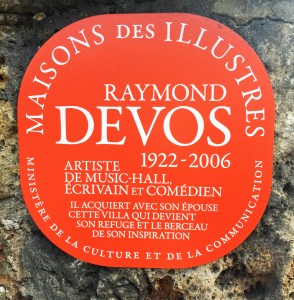 MAISONS DES ILLUSTRES
RAYMOND
DEVOS
1922-2006
ARTISTE
DE MUSIC-HALL,
ÉCRIVAIN ET COMÉDIEN
IL ACQUIERT AVEC SON ÉPOUSE
CETTE VILLA QUI DEVIENT
SON REFUGE ET LE BERCEAU
DE SON INSPIRATION
MINISTÈRE DE LA CULTURE ET DE LA COMMUNICATION